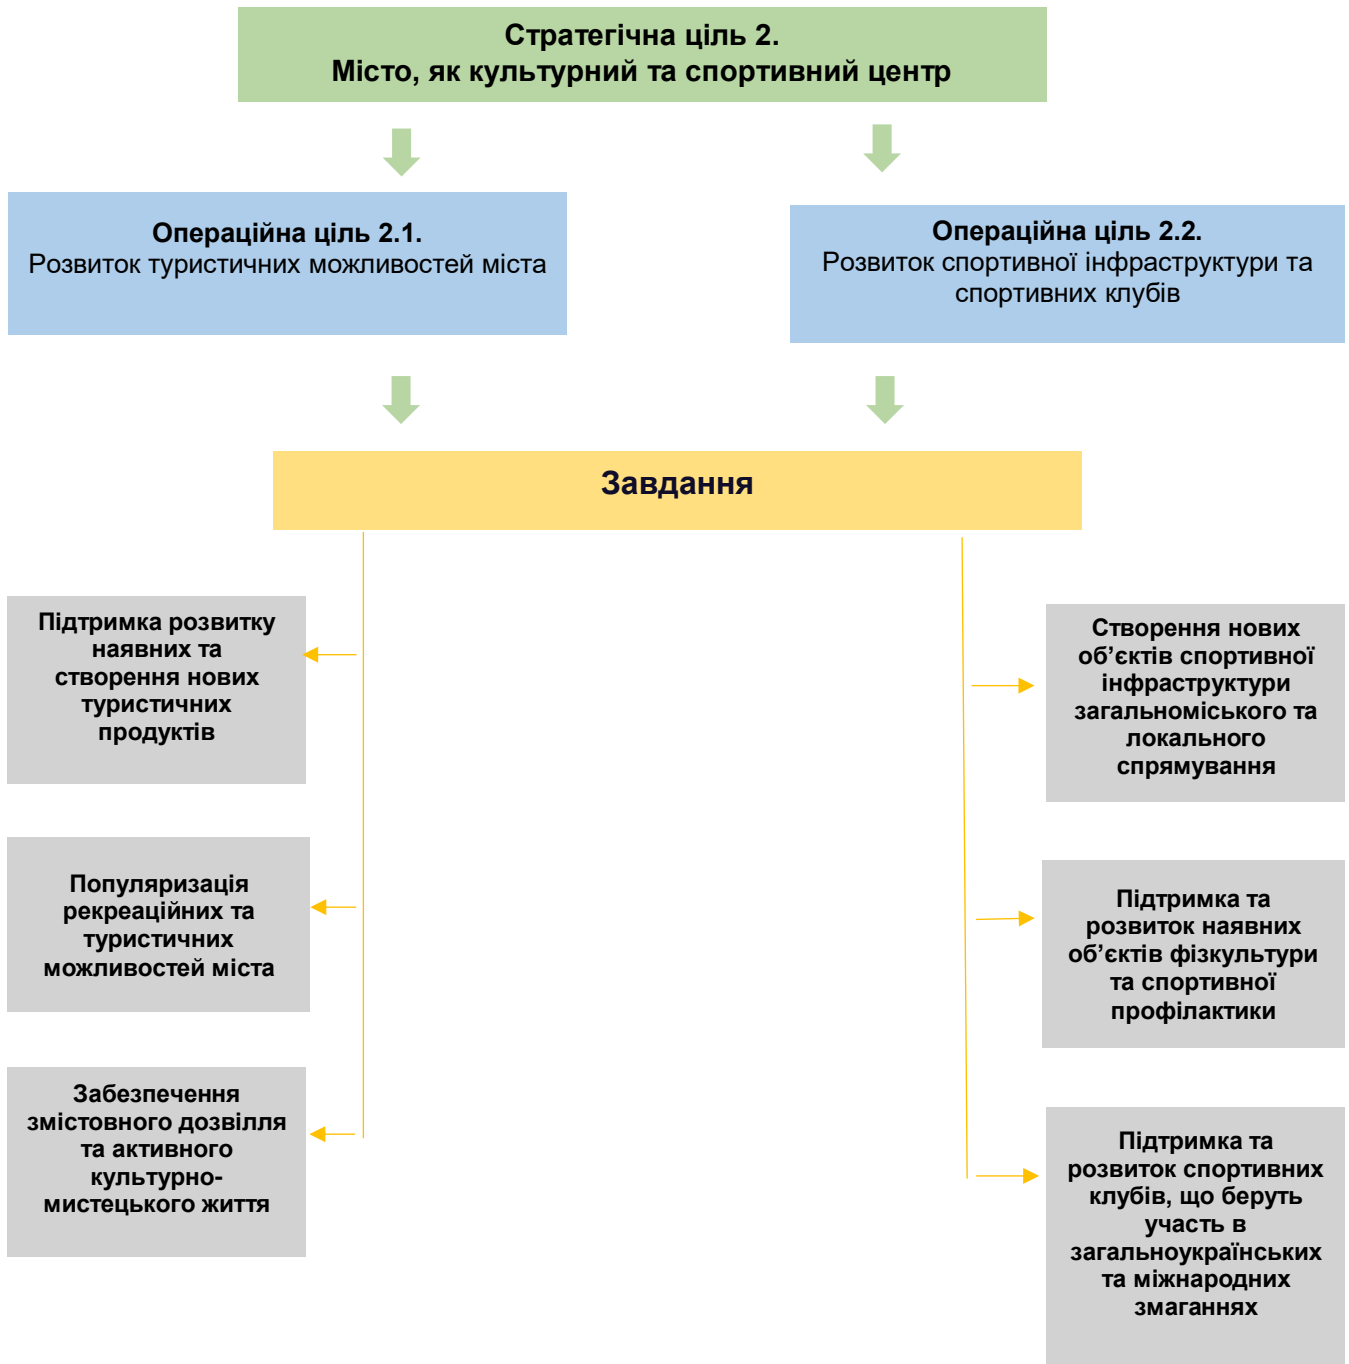 Стратегічна ціль 2.
Місто, як культурний та спортивний центр
Операційна ціль 2.1.
Розвиток туристичних можливостей міста
Операційна ціль 2.2.
Розвиток спортивної інфраструктури та
спортивних клубів
Завдання
Підтримка розвитку
наявних та
створення нових
туристичних
продуктів
Популяризація
рекреаційних та
туристичних
можливостей міста
Забезпечення
змістовного дозвілля
та активного
культурно-
мистецького життя
Створення нових
об’єктів спортивної
інфраструктури
загальноміського та
локального
спрямування
Підтримка та
розвиток наявних
об’єктів фізкультури
та спортивної
профілактики
Підтримка та
розвиток спортивних
клубів, що беруть
участь в
загальноукраїнських
та міжнародних
змаганнях